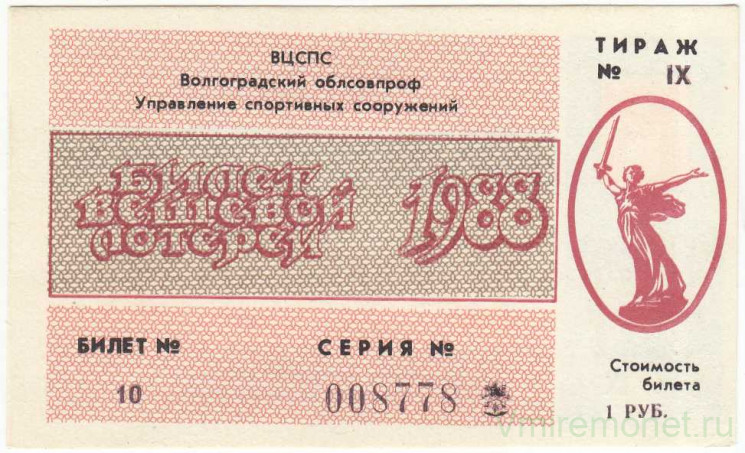 ВЦСПС
Волгоградский облсовпроф
Управление спортивных сооружений
БИЛЕТ
ВЕЩЕВОЙ
ЛОТЕРЕИ
1988
БИЛЕТ №
10
СЕРИЯ №
008778
ТИРАЖ
№ IX
Стоимость
билета
1 РУБ.
vmiremonet.ru